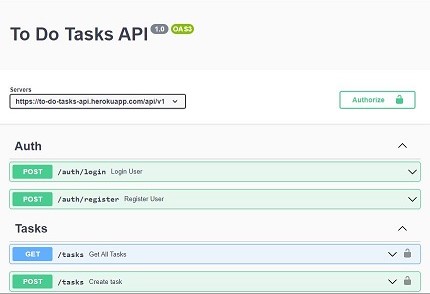 To Do Tasks API 1.0 OAS3
Servers
https://to-do-tasks-api.herokuapp.com/api/v1
Authorize
Auth
POST /auth/login Login User
POST /auth/register Register User
Tasks
GET /tasks Get All Tasks
POST /tasks Create task